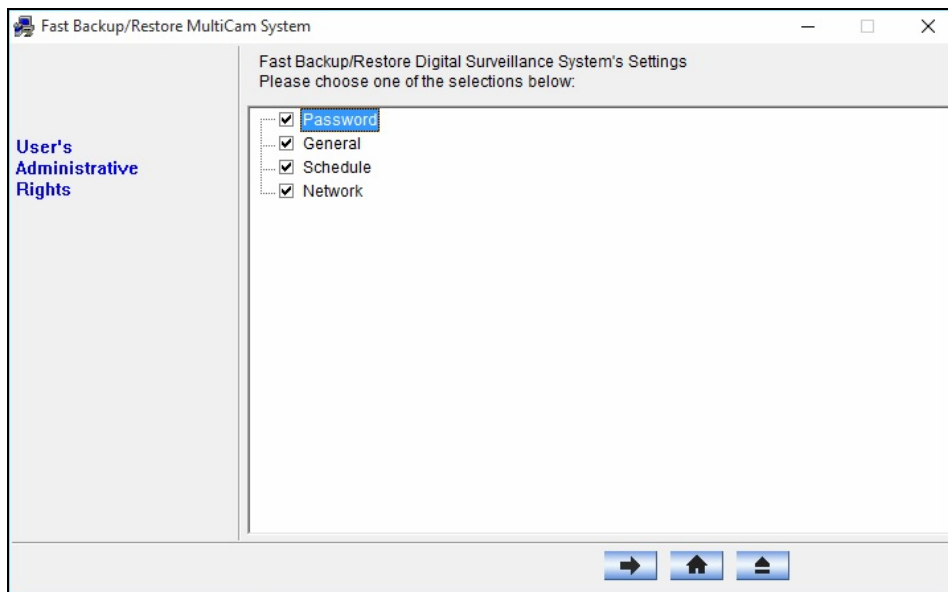 Fast Backup/Restore MultiCam System
Fast Backup/Restore Digital Surveillance System's Settings
Please choose one of the selections below:
User's
Administrative
Rights
Password
General
Schedule
Network